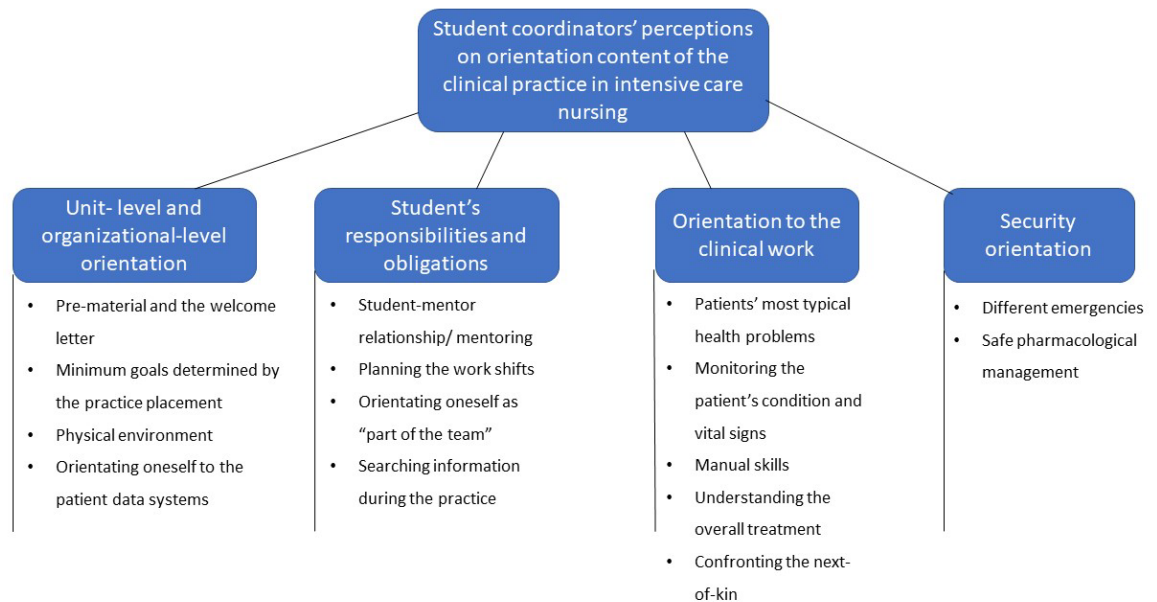 Student coordinators’ perceptions
on orientation content of the
clinical practice in intensive care
nursing
Unit- level and
organizational-level
orientation
• Pre-material and the welcome
letter
• Minimum goals determined by
the practice placement
• Physical environment
• Orientating oneself to the
patient data systems
Student’s
responsibilities and
obligations
• Student-mentor
relationship/ mentoring
• Planning the work shifts
• Orientating oneself as
“part of the team”
• Searching information
during the practice
Orientation to the
clinical work
• Patients’ most typical
health problems
• Monitoring the
patient’s condition and
vital signs
• Manual skills
• Understanding the
overall treatment
• Confronting the next-
of-kin
Security
orientation
• Different emergencies
• Safe pharmacological
management